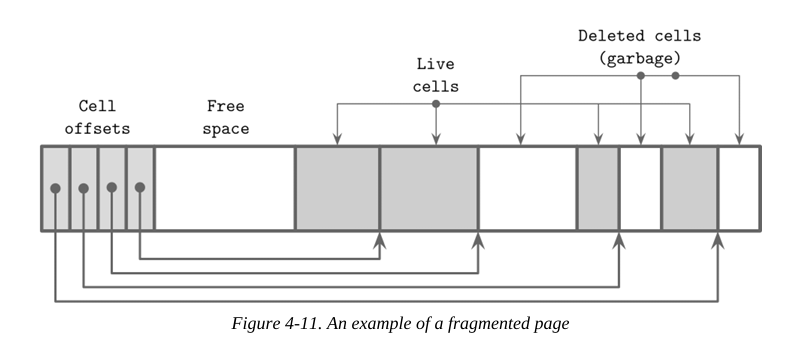 Deleted cells
(garbage)
Live
cells
Cell
offsets
Free
space
Figure 4-11. An example of a fragmented page